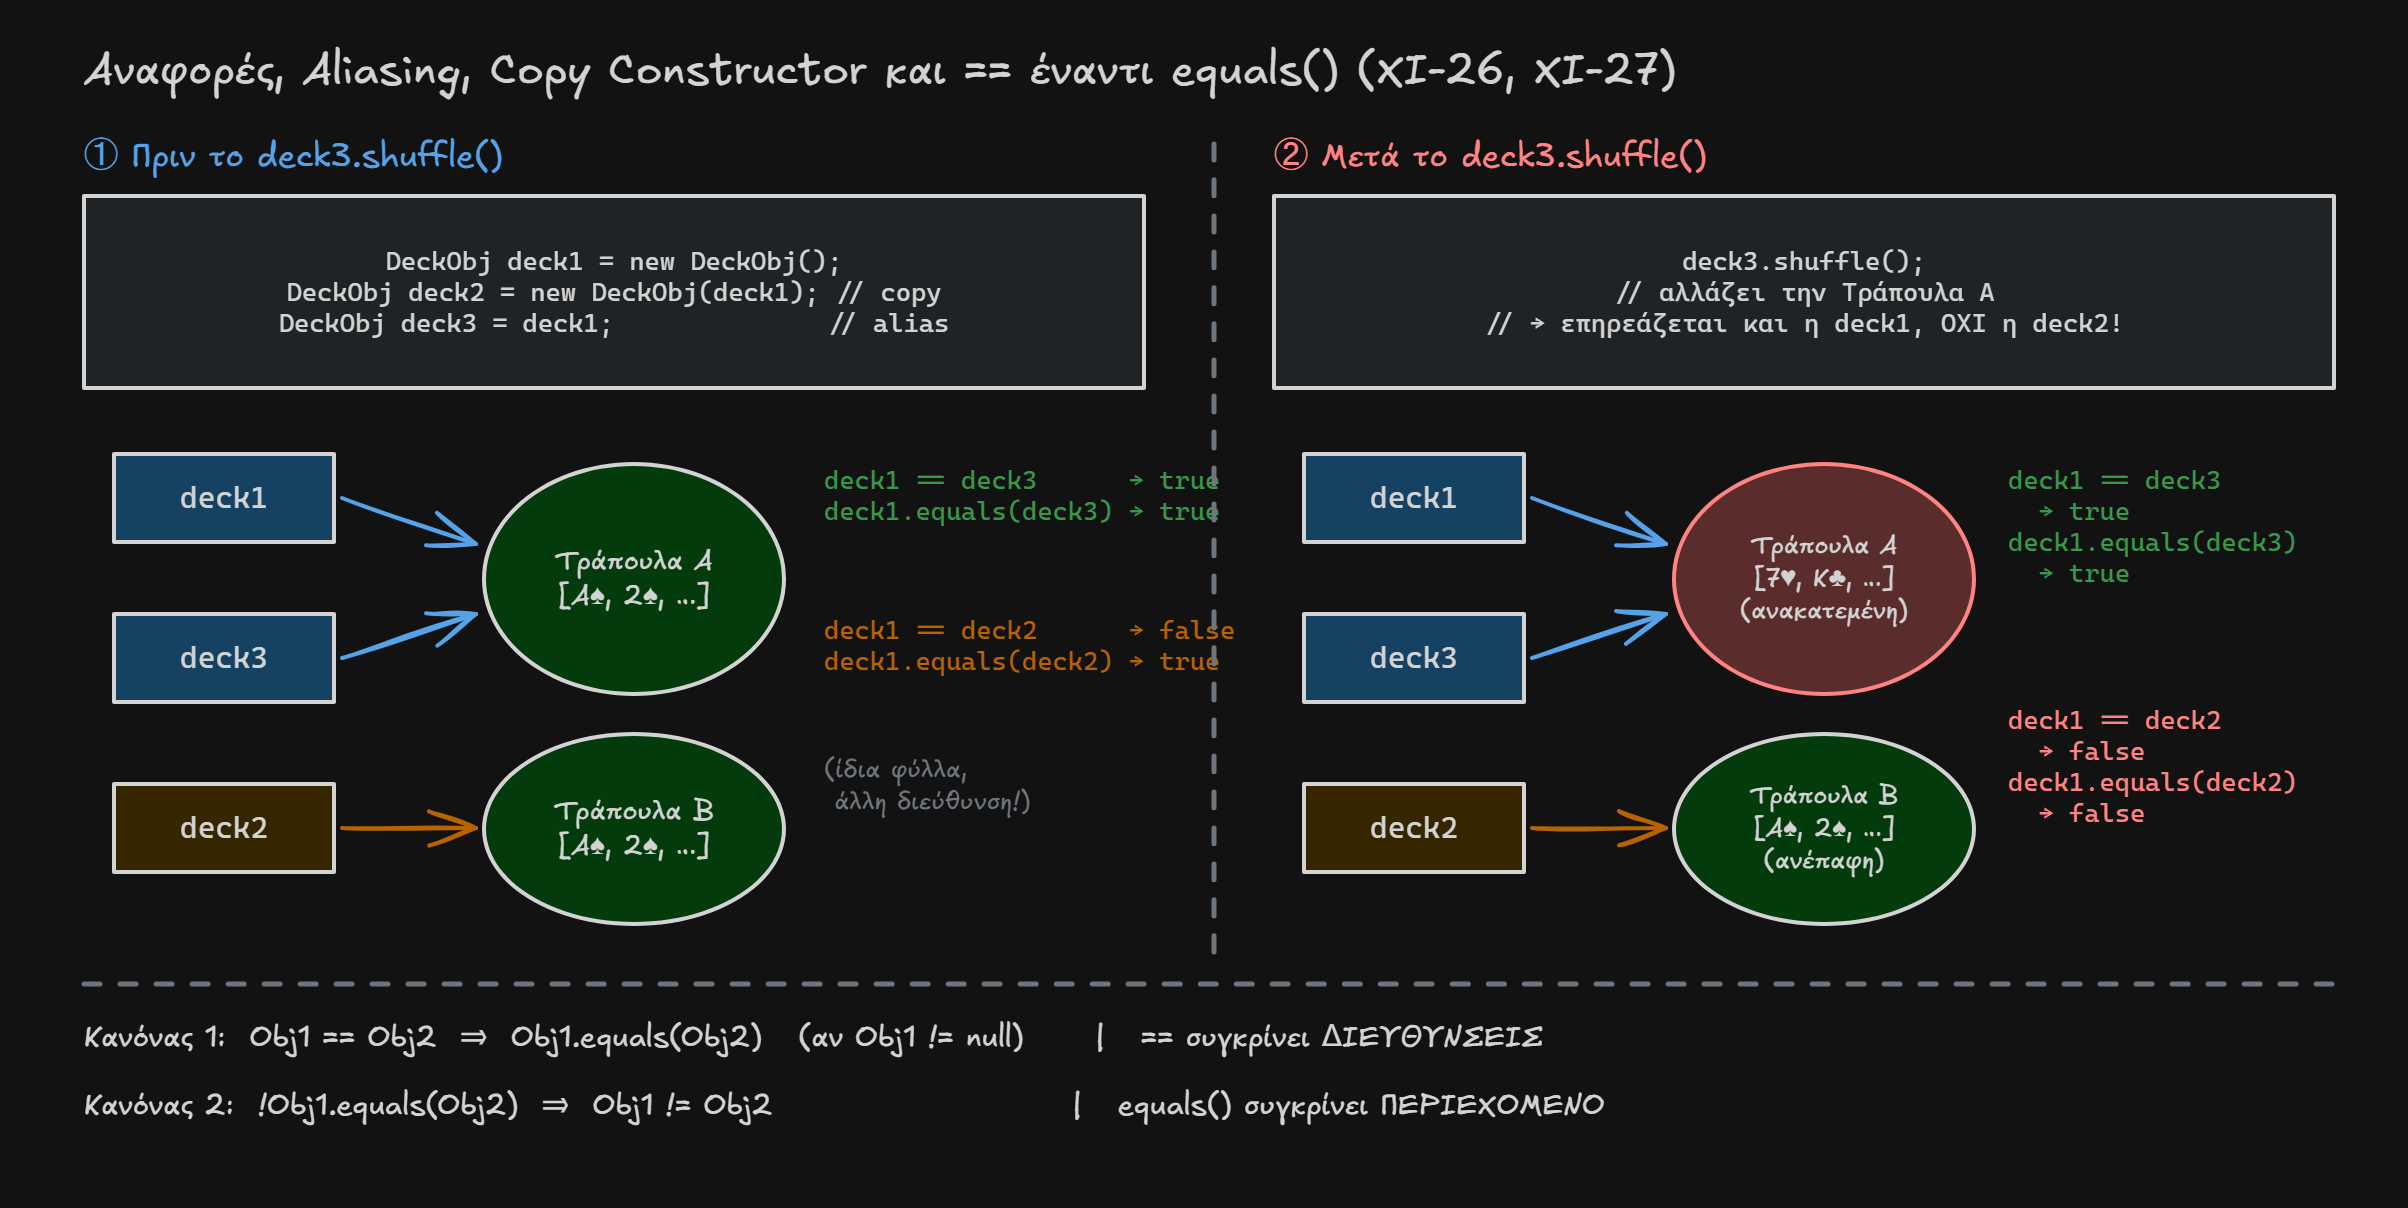 Αναφορές, Aliasing, Copy Constructor και == έναντι equals() (XI-26, XI-27)
① Πριν το deck3.shuffle()
DeckObj deck1 = new DeckObj();
DeckObj deck2 = new DeckObj(deck1); // copy
DeckObj deck3 = deck1; // alias
deck1
deck3
deck2
Τράπουλα Α
[A♠, 2♠, ...]
Τράπουλα Β
[A♠, 2♠, ...]
deck1 == deck3 → true
deck1.equals(deck3) → true
deck1 == deck2 → false
deck1.equals(deck2) → true
(ίδια φύλλα,
άλλη διεύθυνση!)
② Μετά το deck3.shuffle()
deck3.shuffle();
// αλλάζει την Τράπουλα Α
// → επηρεάζεται και η deck1, ΟΧΙ η deck2!
deck1
deck3
deck2
Τράπουλα Α
[7♥, K♣, ...]
(ανακατεμένη)
Τράπουλα Β
[A♠, 2♠, ...]
(ανέπαφη)
deck1 == deck3
→ true
deck1.equals(deck3)
→ true
deck1 == deck2
→ false
deck1.equals(deck2)
→ false
Κανόνας 1: Obj1 == Obj2 ⇒ Obj1.equals(Obj2) (αν Obj1 != null) | == συγκρίνει ΔΙΕΥΘΥΝΣΕΙΣ
Κανόνας 2: !Obj1.equals(Obj2) ⇒ Obj1 != Obj2 | equals() συγκρίνει ΠΕΡΙΕΧΟΜΕΝΟ